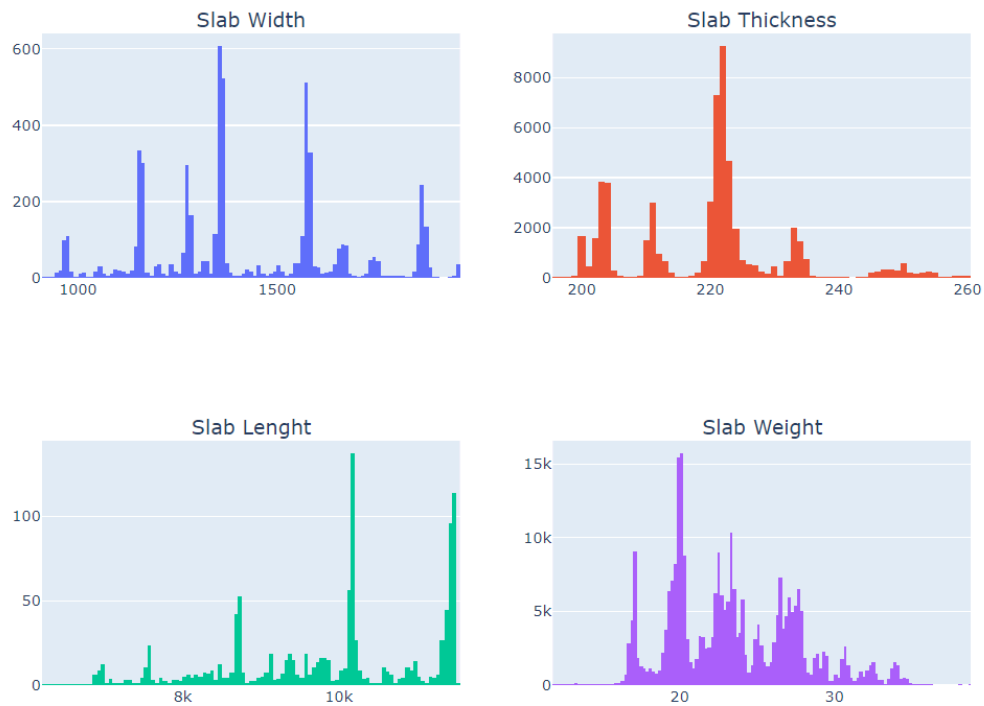 Slab Width
600
400
200
0
1000 1500
Slab Thickness
8000
6000
4000
2000
0
200 220 240 260
Slab Lenght
100
50
0
8k 10k
Slab Weight
15k
10k
5k
0
20 30